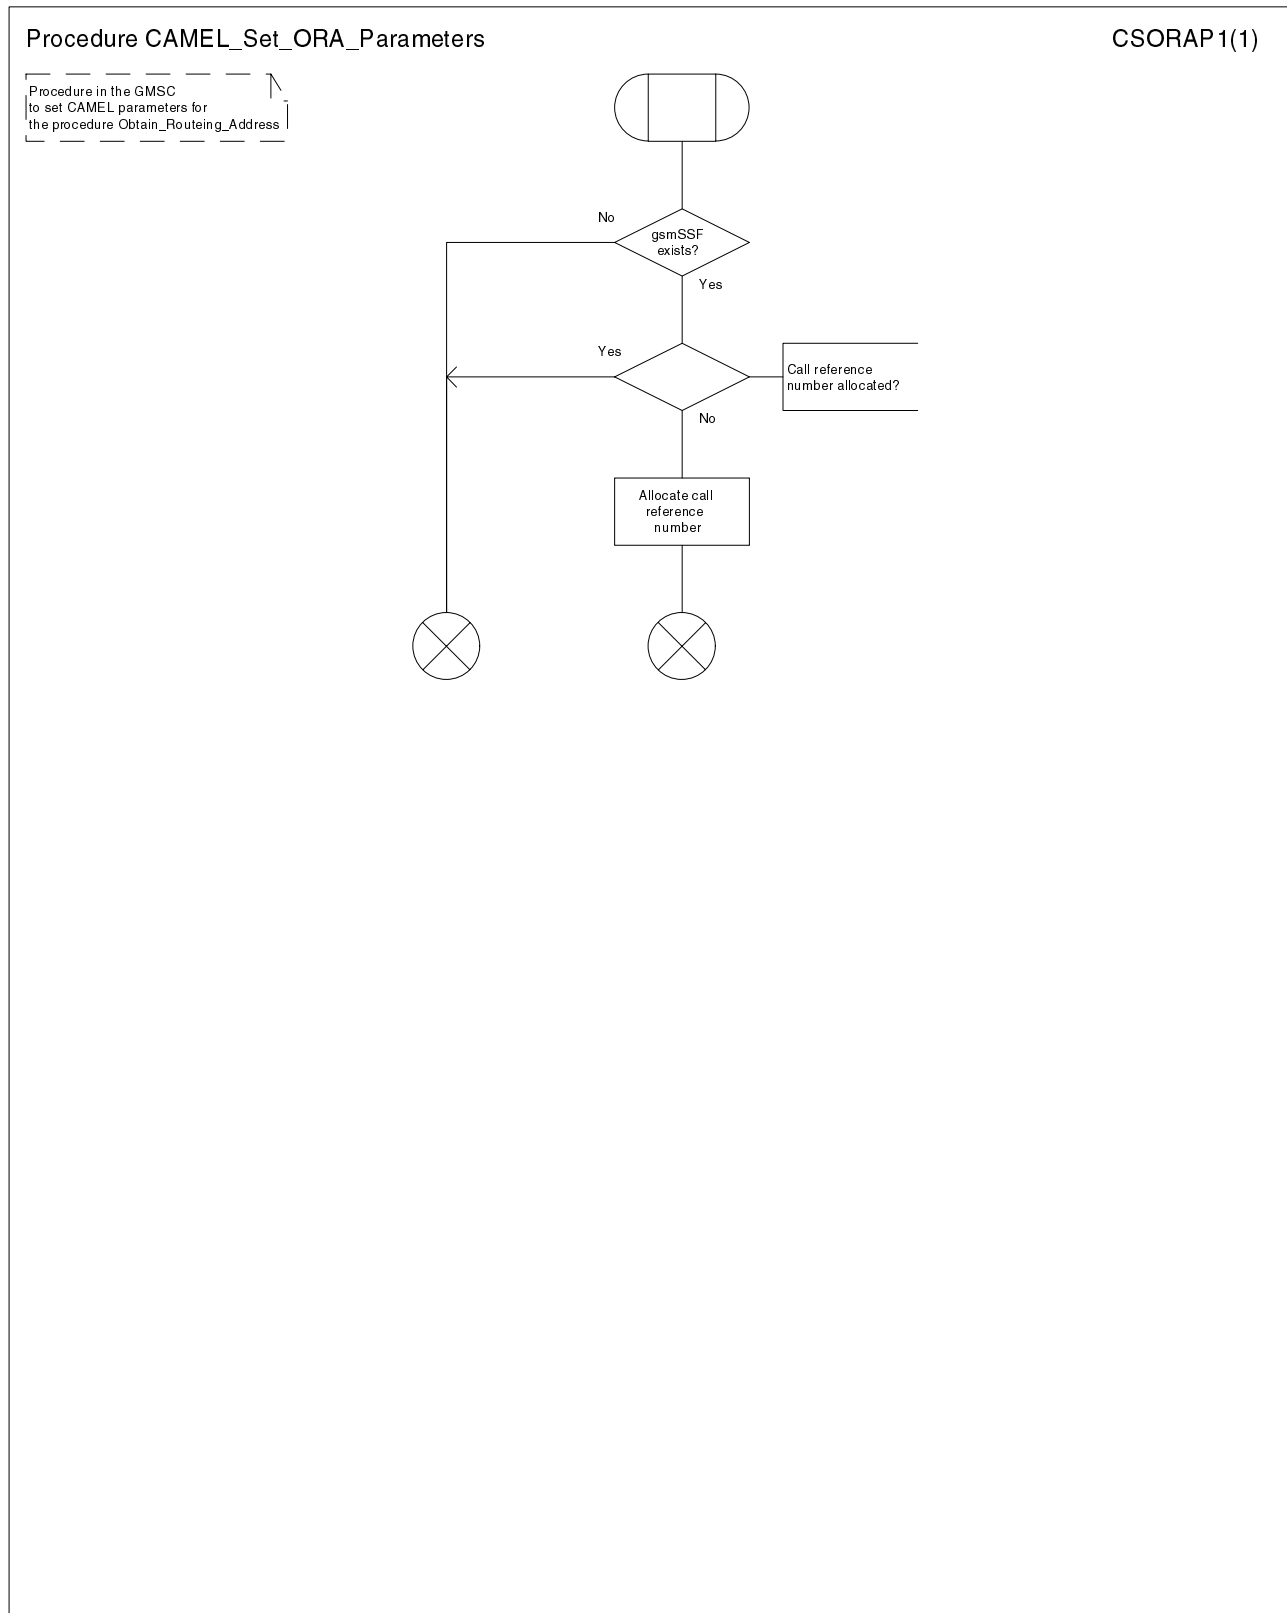 Procedure CAMEL_Set_ORA_Parameters
CSORAP1(1)
Procedure in the GMSC
to set CAMEL parameters for
the procedure Obtain_Routeing_Address
No
gsmSSF
exists?
Yes
Yes
Call reference
number allocated?
No
Allocate call
reference
number